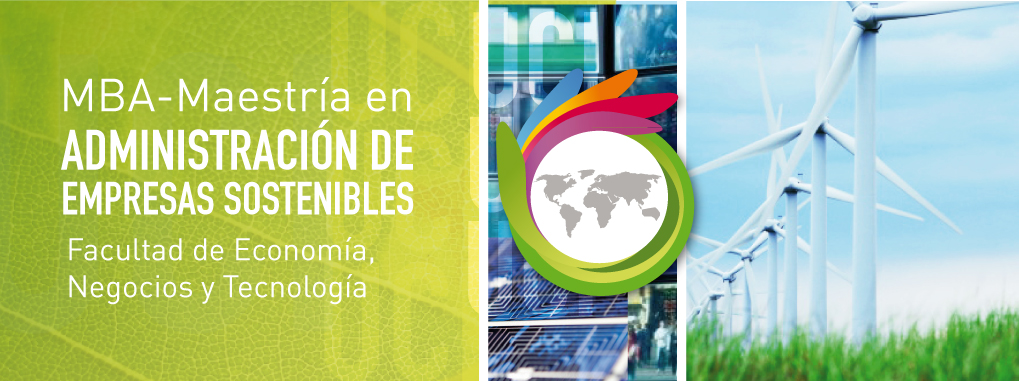 MBA-Maestría en
ADMINISTRACIÓN DE
EMPRESAS SOSTENIBLES
Facultad de Economía,
Negocios y Tecnología